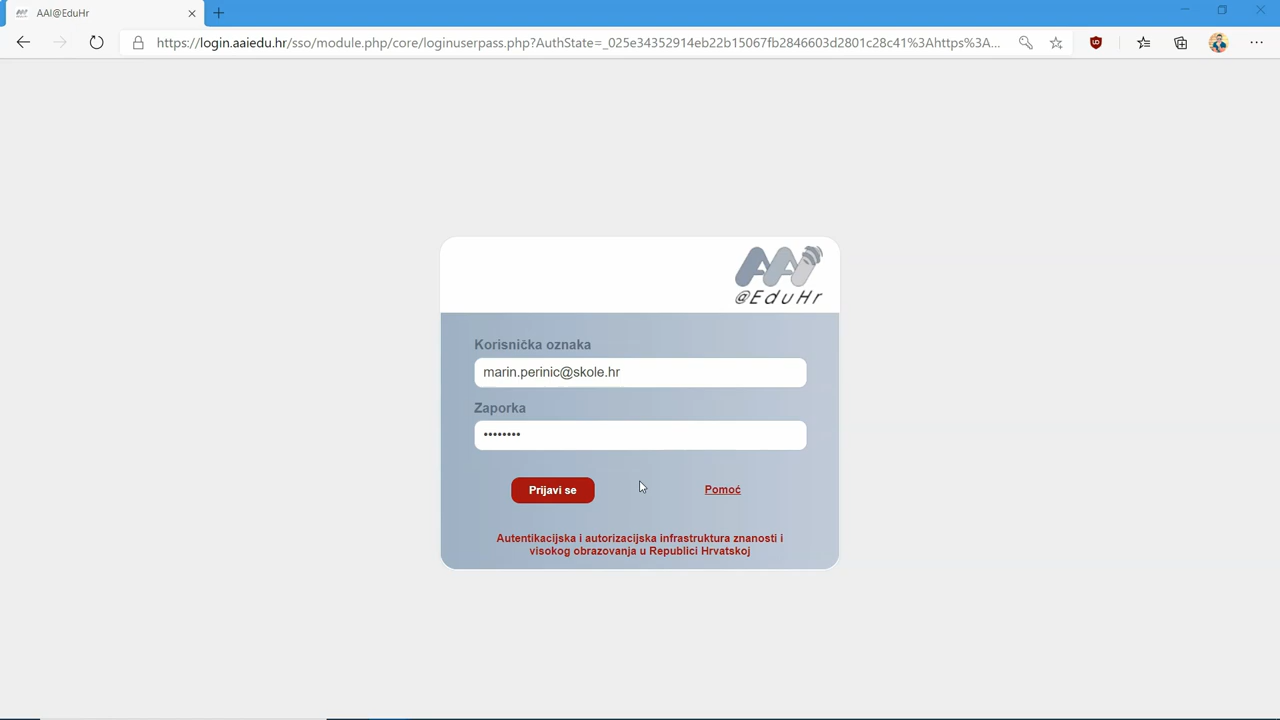 AAI@EduHr
https://login.aaiedu.hr/sso/module.php/core/loginuserpass.php?AuthState=_025e34352914eb22b15067fb2846603d2801c28c41%3Ahttps%3A...
AAI
@EduHr
Korisnička oznaka
marin.perinic@skole.hr
Zaporka
••••••••
Prijavi se
Pomoć
Autentikacijska i autorizacijska infrastruktura znanosti i
visokog obrazovanja u Republici Hrvatskoj